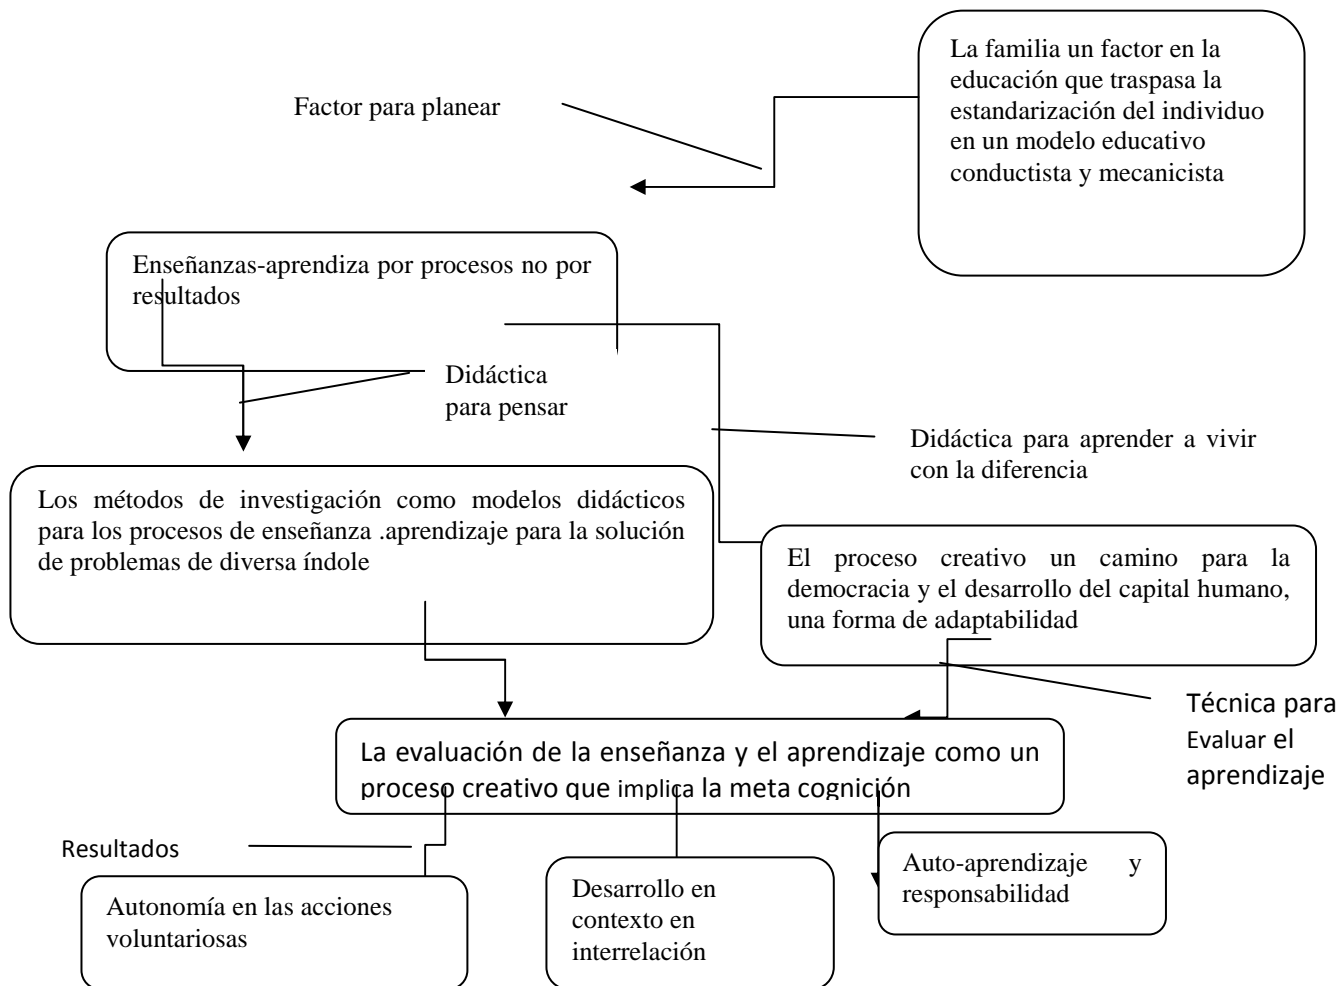 La familia un factor en la
educación que traspasa la
estandarización del individuo
en un modelo educativo
conductista y mecanicista
Factor para planear
Enseñanzas-aprendiza por procesos no por
resultados
Didáctica
para pensar
Didáctica para aprender a vivir
con la diferencia
Los métodos de investigación como modelos didácticos
para los procesos de enseñanza .aprendizaje para la solución
de problemas de diversa índole
El proceso creativo un camino para la
democracia y el desarrollo del capital humano,
una forma de adaptabilidad
Técnica para
Evaluar el
aprendizaje
La evaluación de la enseñanza y el aprendizaje como un
proceso creativo que implica la meta cognición
Resultados
Autonomía en las acciones
voluntariosas
Desarrollo en
contexto en
interrelación
Auto-aprendizaje y
responsabilidad